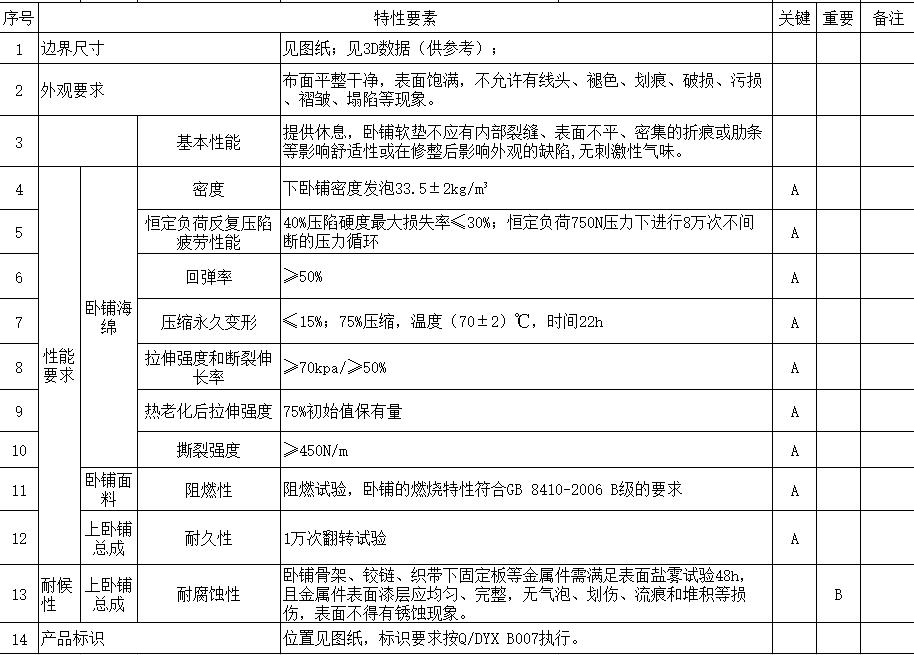 序号 特性要素 关键 重要 备注
1 边界尺寸 见图纸；见3D数据（供参考）；
2 外观要求 布面平整干净，表面饱满，不允许有线头、褪色、划痕、破损、污损
、褶皱、塌陷等现象。
3 基本性能 提供休息，卧铺软垫不应有内部裂缝、表面不平、密集的折痕或肋条
等影响舒适性或在修整后影响外观的缺陷,无刺激性气味。
性能
要求
卧铺海
绵
4 密度 下卧铺密度发泡33.5±2kg/m³ A
5 恒定负荷反复压陷
疲劳性能
40%压陷硬度最大损失率≤30%；恒定负荷750N压力下进行8万次不间
断的压力循环
A
6 回弹率 ≥50% A
7 压缩永久变形 ≤15%；75%压缩，温度（70±2）℃，时间22h A
8 拉伸强度和断裂伸
长率
≥70kpa/≥50% A
9 热老化后拉伸强度 75%初始值保有量 A
10 撕裂强度 ≥450N/m A
11 卧铺面
料
阻燃性 阻燃试验，卧铺的燃烧特性符合GB 8410-2006 B级的要求 A
12 上卧铺
总成
耐久性 1万次翻转试验 A
13 耐候
性
上卧铺
总成
耐腐蚀性 卧铺骨架、铰链、织带下固定板等金属件需满足表面盐雾试验48h，
且金属件表面漆层应均匀、完整，无气泡、划伤、流痕和堆积等损
伤，表面不得有锈蚀现象。
B
14 产品标识 位置见图纸，标识要求按Q/DYX B007执行。